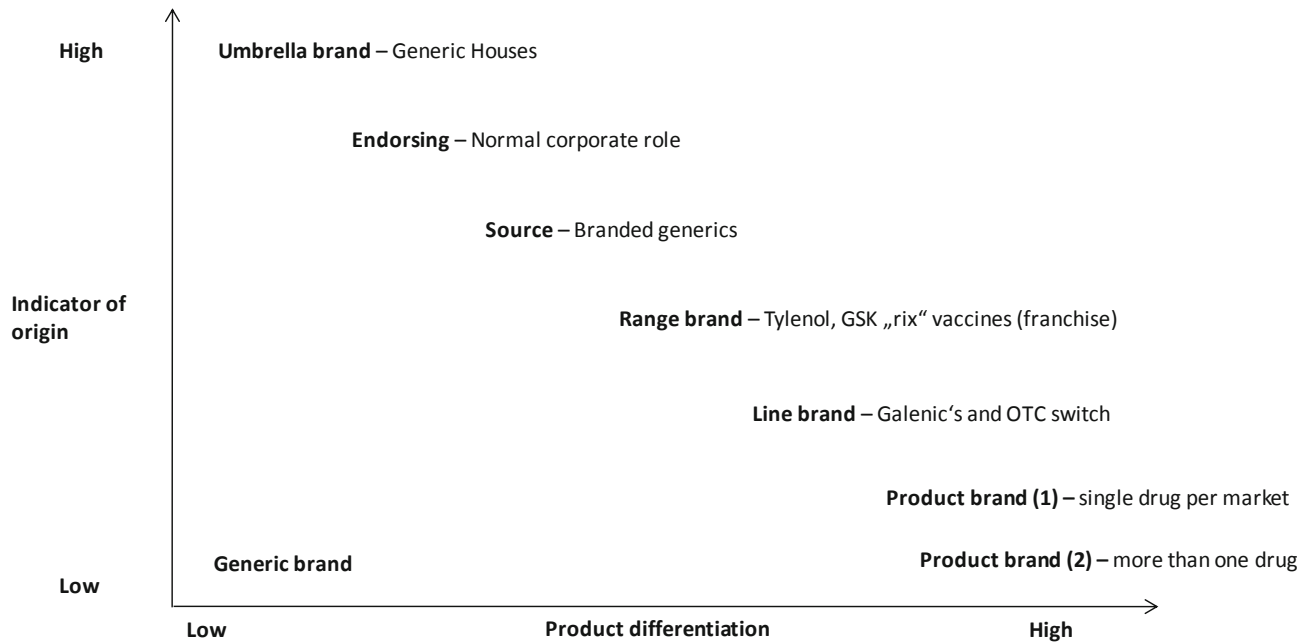 High
Umbrella brand – Generic Houses
Endorsing – Normal corporate role
Source – Branded generics
Indicator of
origin
Range brand – Tylenol, GSK „rix“ vaccines (franchise)
Line brand – Galenic‘s and OTC switch
Product brand (1) – single drug per market
Generic brand
Product brand (2) – more than one drug
Low
Low
Product differentiation
High